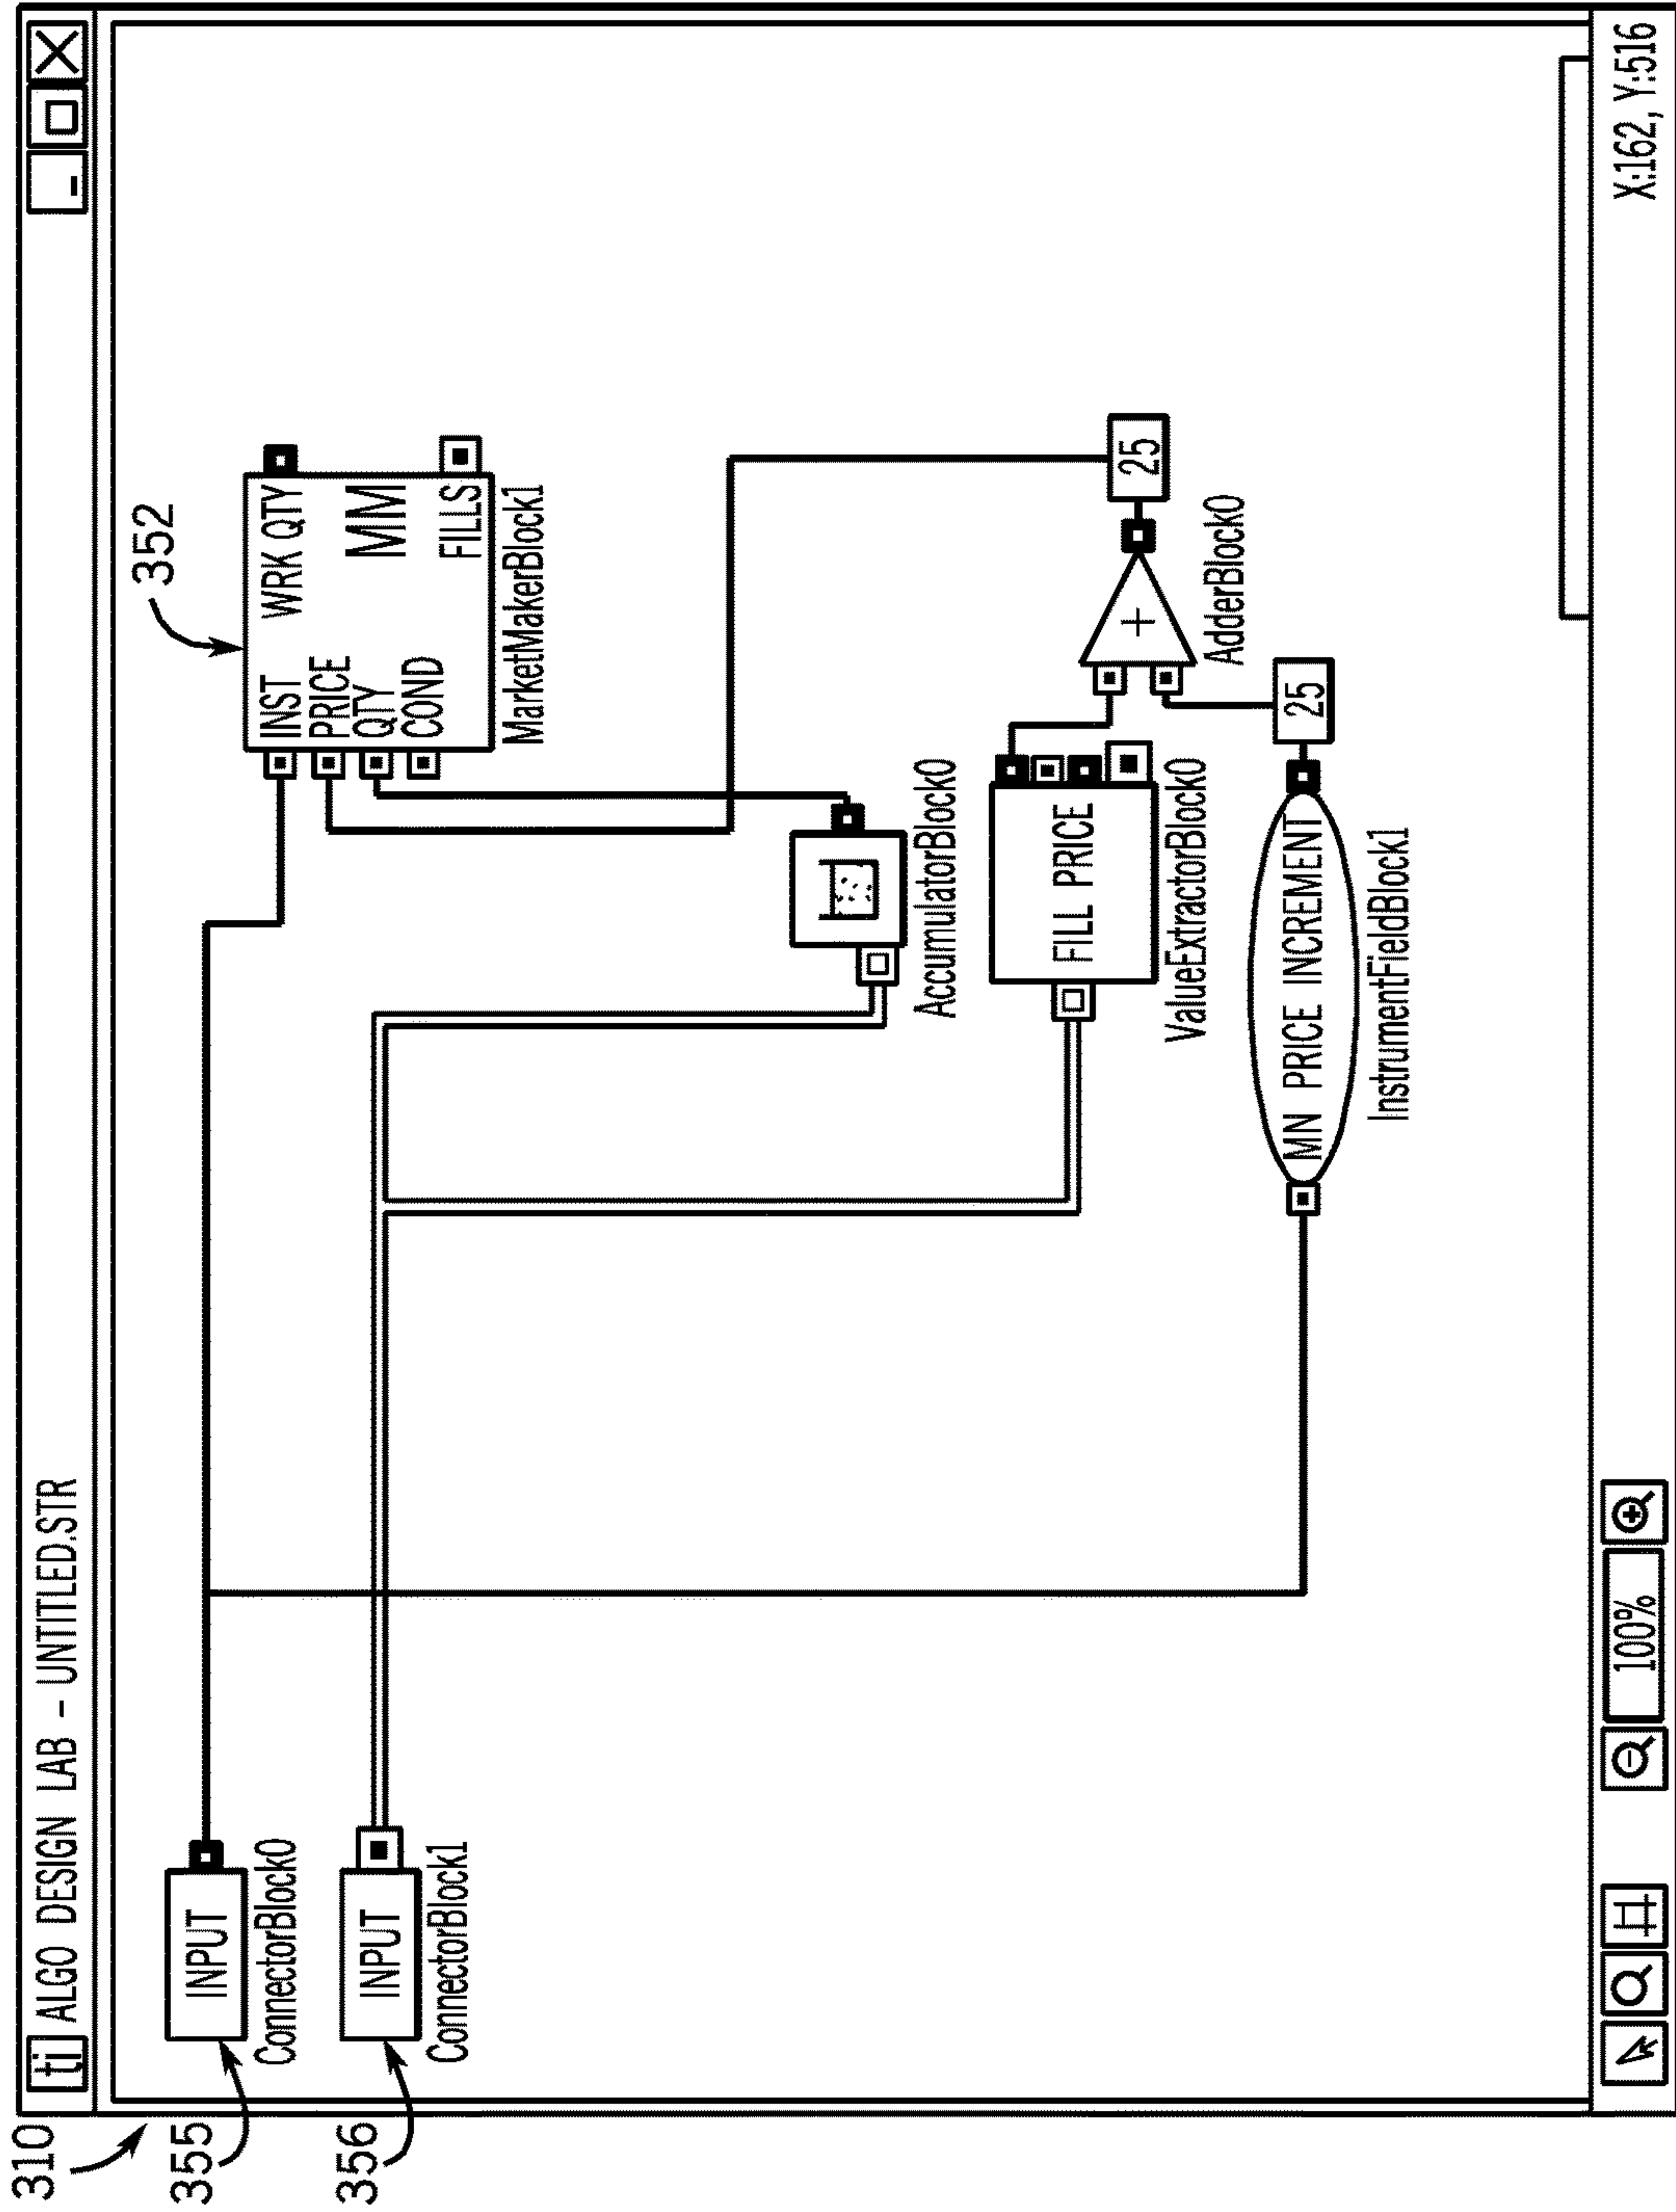 310
ti ALGO DESIGN LAB – UNTITLED.STR
355
INPUT
ConnectorBlock0
356
INPUT
ConnectorBlock1
352
INST WRK QTY
PRICE
QTY MM
COND FILLS
MarketMakerBlock1
AccumulatorBlock0
FILL PRICE
ValueExtractorBlock0
+
25
AdderBlock0
MN PRICE INCREMENT
25
InstrumentFieldBlock1
100%
X:162, Y:516